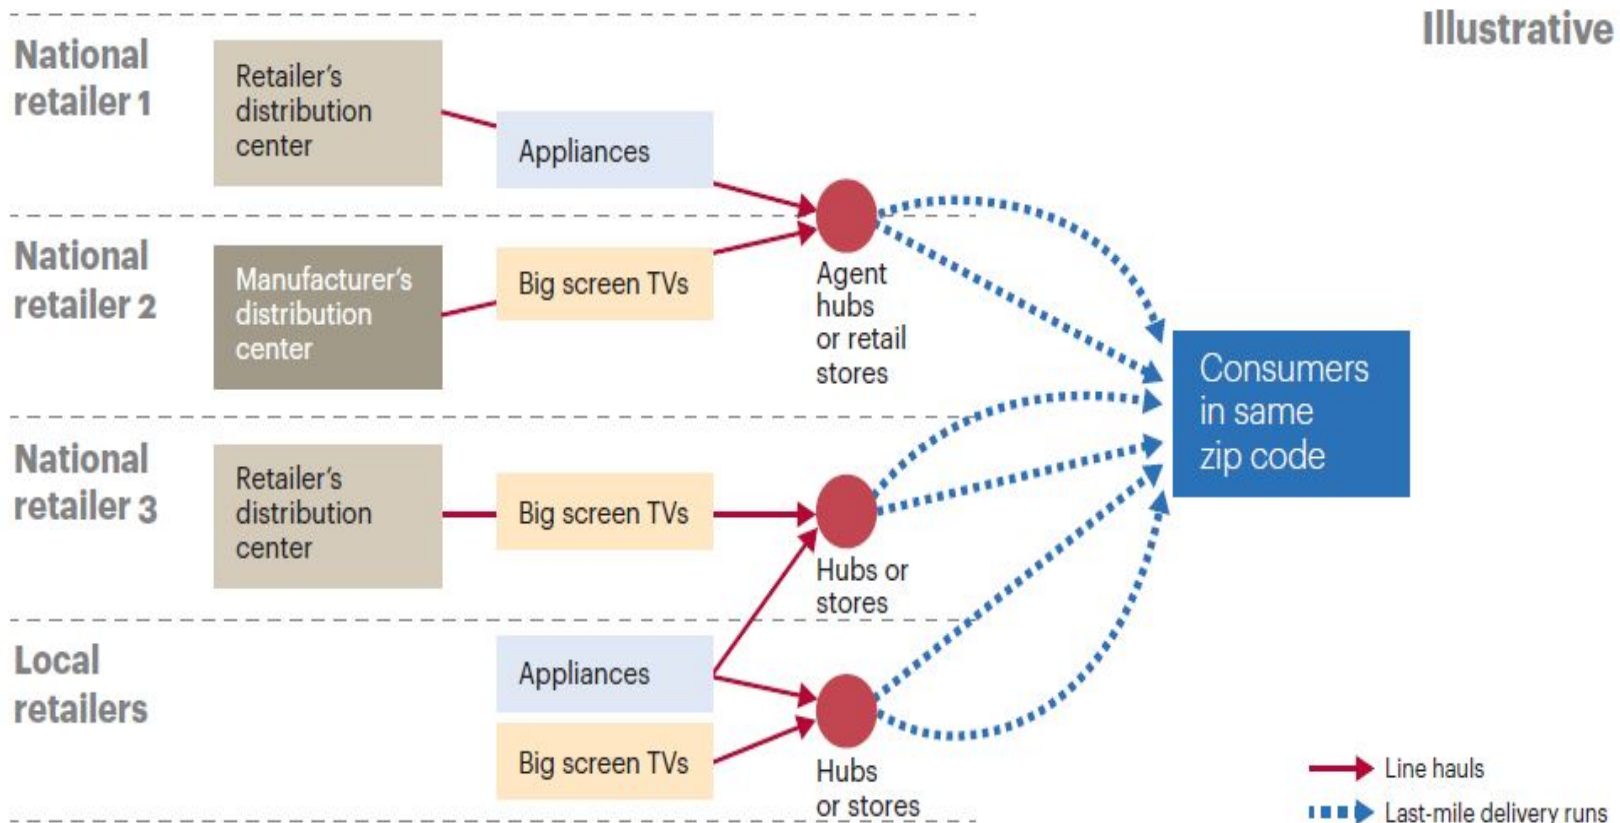 Illustrative
National
retailer 1
Retailer’s
distribution
center
Appliances
National
retailer 2
Manufacturer’s
distribution
center
Big screen TVs
Agent
hubs
or retail
stores
Consumers
in same
zip code
National
retailer 3
Retailer’s
distribution
center
Big screen TVs
Hubs or
stores
Local
retailers
Appliances
Big screen TVs
Hubs
or stores
Line hauls
Last-mile delivery runs